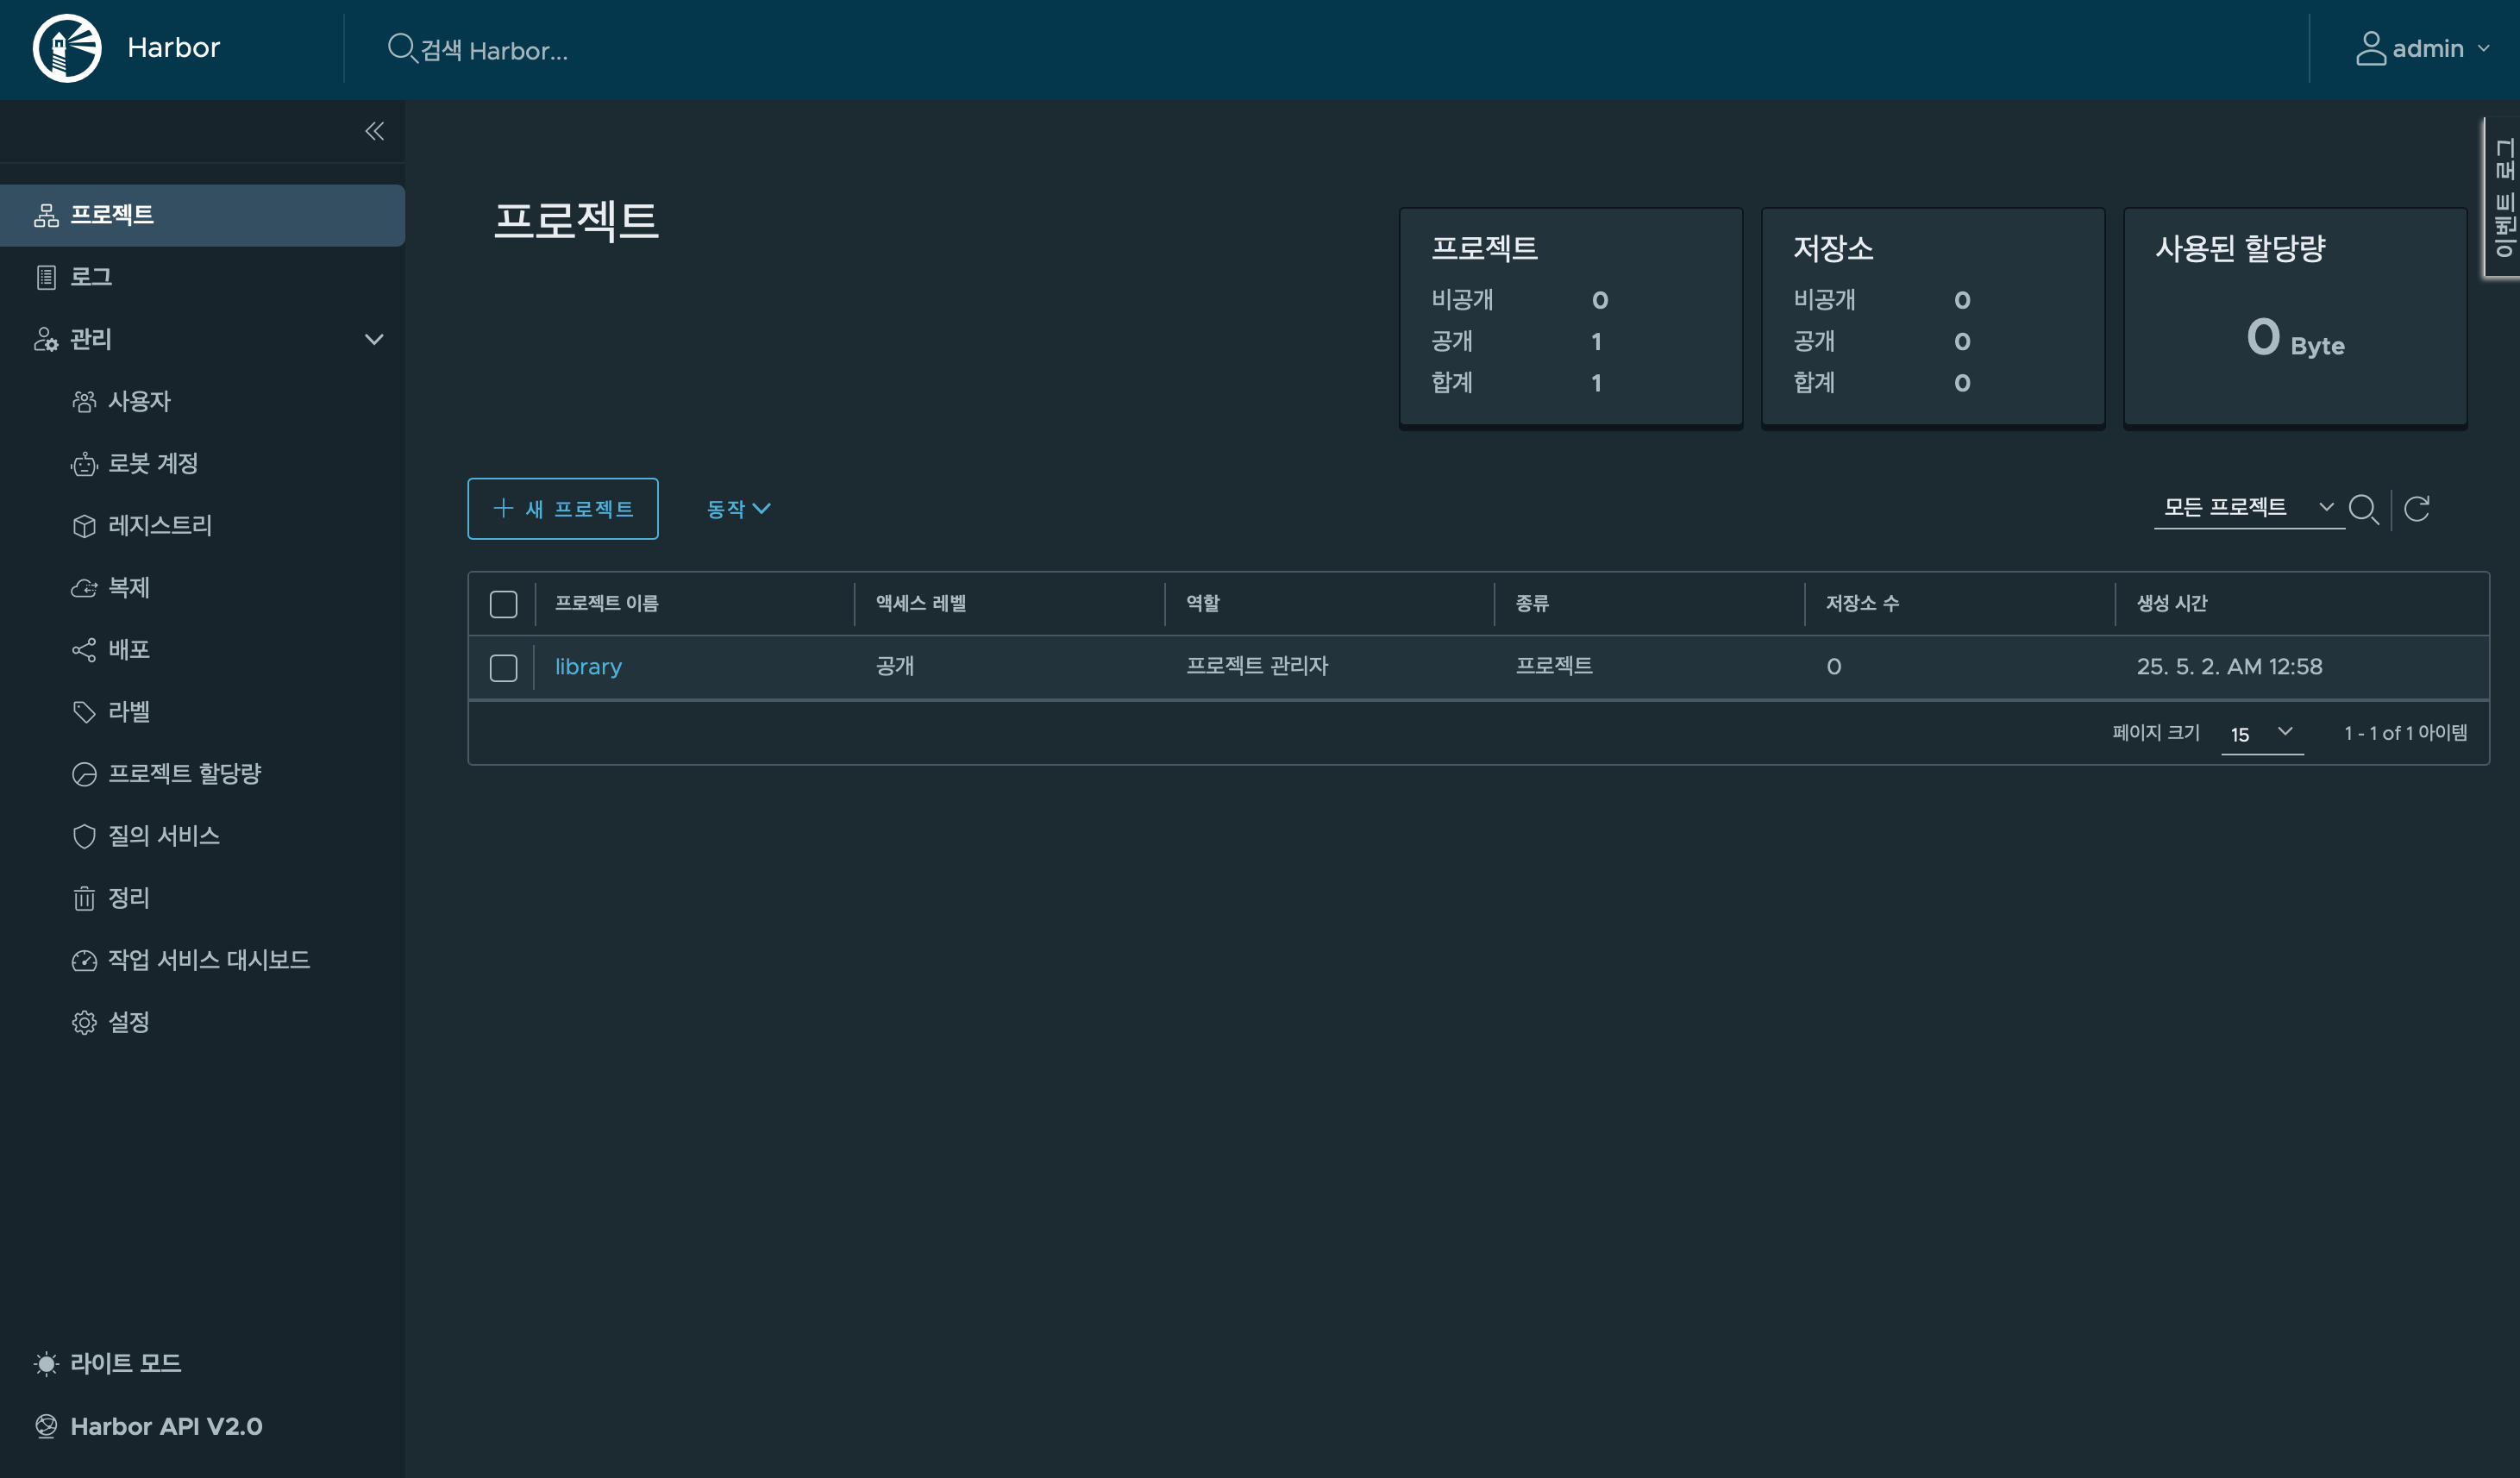 Harbor
검색 Harbor...
admin
이벤트 로그
프로젝트
로그
관리
사용자
로봇 계정
레지스트리
복제
배포
라벨
프로젝트 할당량
질의 서비스
정리
작업 서비스 대시보드
설정
라이트 모드
Harbor API V2.0
프로젝트
프로젝트
비공개 0
공개 1
합계 1
저장소
비공개 0
공개 0
합계 0
사용된 할당량
0 Byte
새 프로젝트 동작 모든 프로젝트
프로젝트 이름 액세스 레벨 역할 종류 저장소 수 생성 시간
library 공개 프로젝트 관리자 프로젝트 0 25. 5. 2. AM 12:58
페이지 크기 15 1 - 1 of 1 아이템